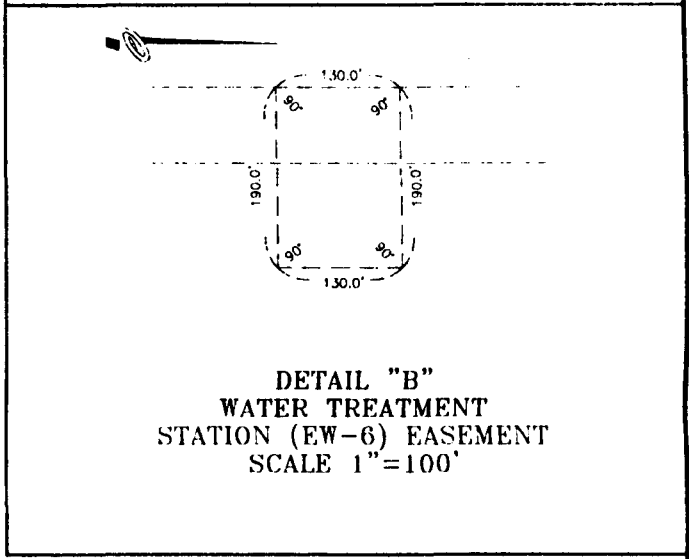 130.0'
90° 90°
190.0' 190.0'
90° 90°
130.0'
DETAIL "B"
WATER TREATMENT
STATION (EW-6) EASEMENT
SCALE 1"=100'